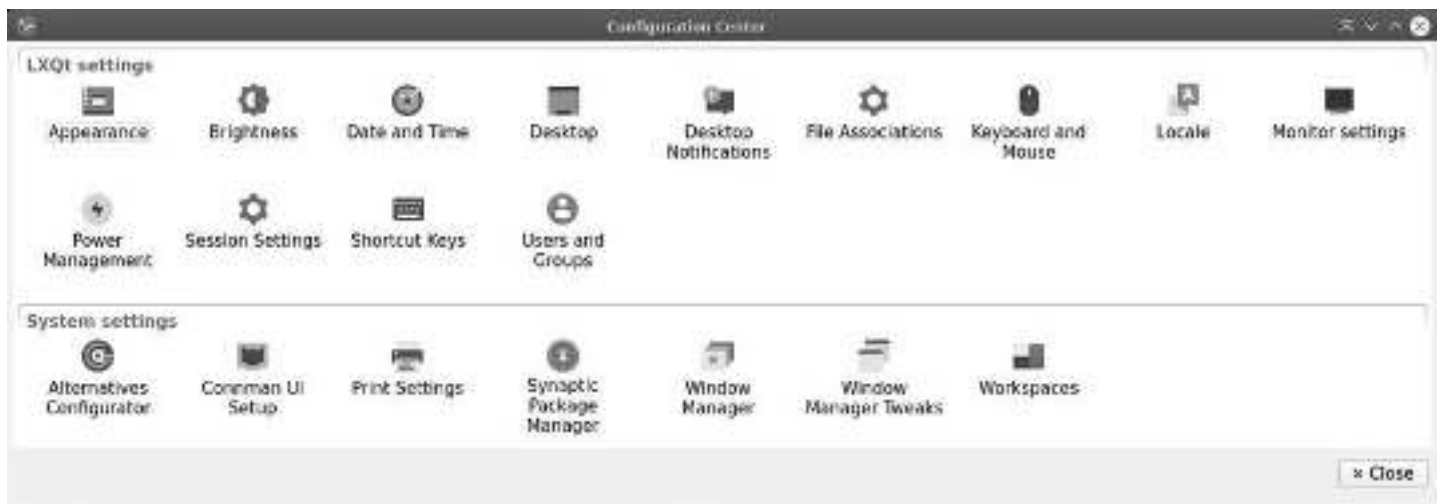 Configuration Center
LXQt settings
Appearance
Brightness
Date and Time
Desktop
Desktop
Notifications
File Associations
Keyboard and
Mouse
Locale
Monitor settings
Power
Management
Session Settings
Shortcut Keys
Users and
Groups
System settings
Alternatives
Configurator
Connman UI
Setup
Print Settings
Synaptic
Package
Manager
Window
Manager
Window
Manager Tweaks
Workspaces
Close